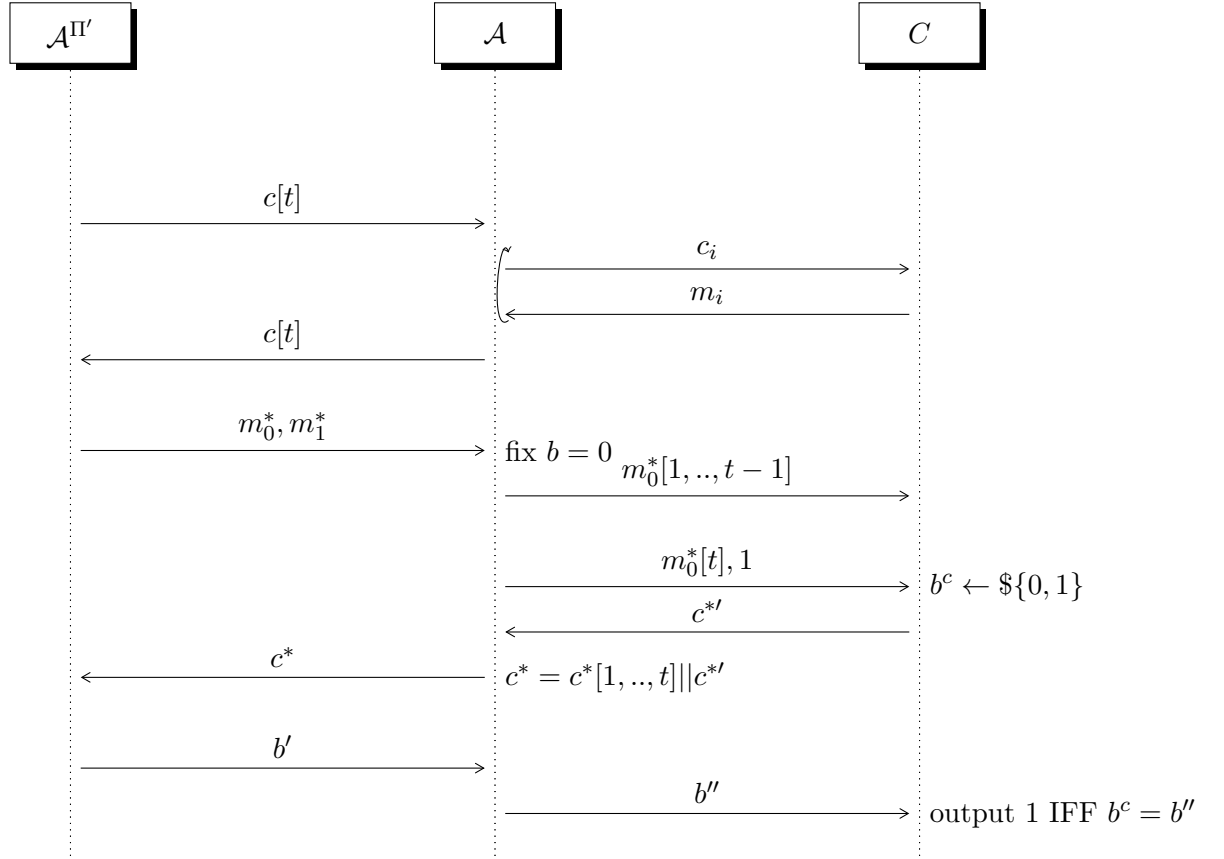 𝒜^{Π′} 𝒜 C
c[t]
c_i
m_i
c[t]
m_0^*, m_1^*
fix b = 0
m_0^*[1, .., t − 1]
m_0^*[t], 1
b^c ← ${0, 1}
c^{*′}
c^*
c^* = c^*[1, .., t]||c^{*′}
b′
b′′
output 1 IFF b^c = b′′